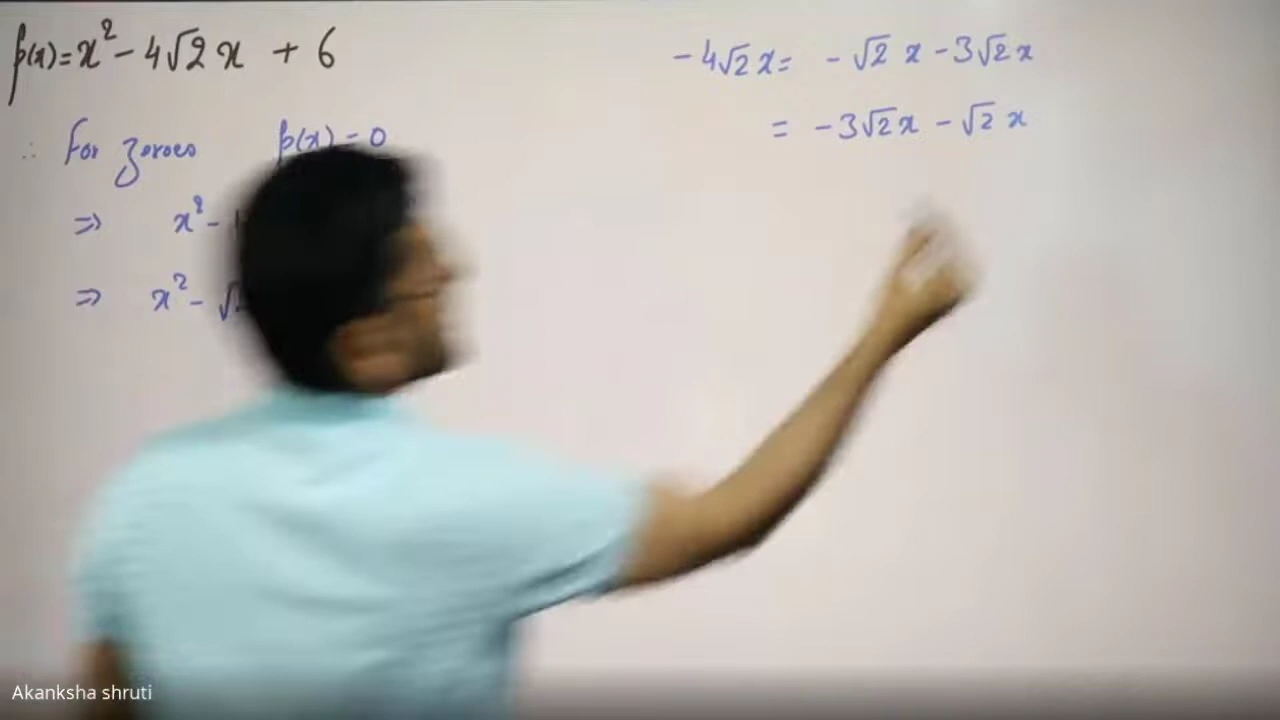 p(x) = x² - 4√2 x + 6
∴ For zeroes p(x) = 0
⇒ x² -
⇒ x² - √
-4√2 x = - √2 x - 3√2 x
= - 3√2 x - √2 x
Akanksha shruti